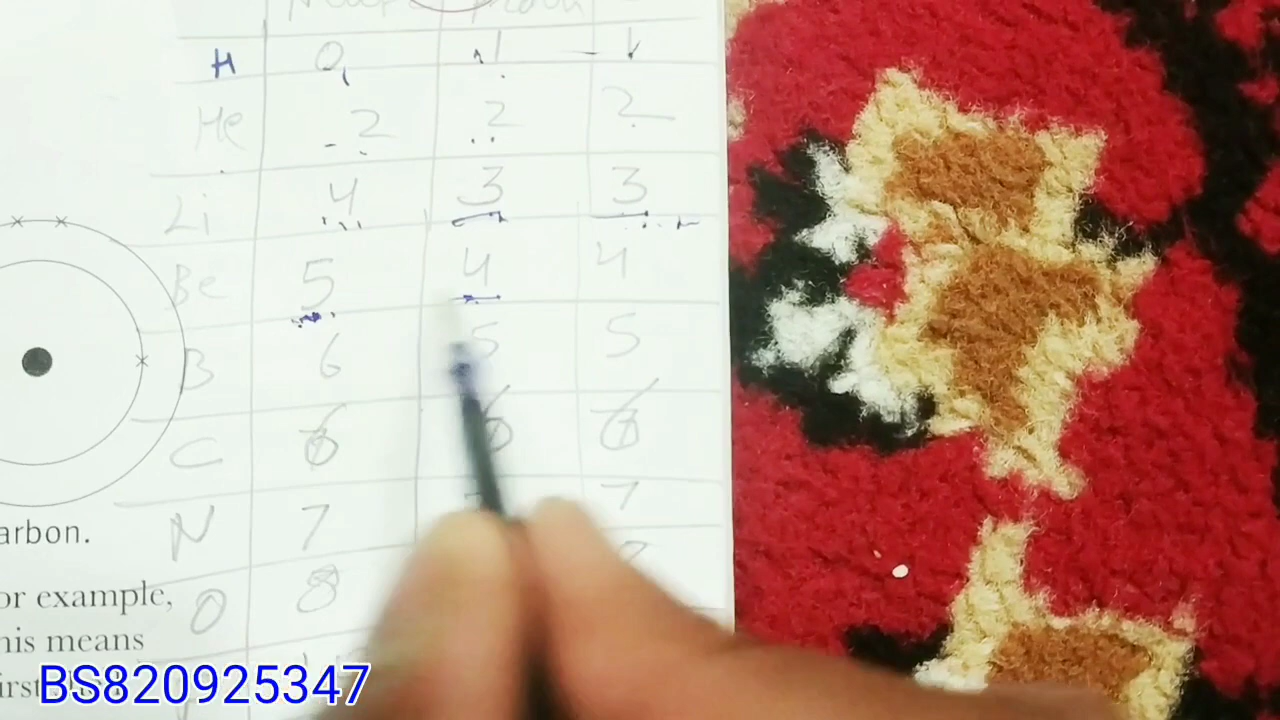 H 0 1 1
He 2 2 2
Li 4 3 3
Be 5 4 4
B 6 5 5
C 6 6 6
N 7 7
O 8
arbon.
or example,
his means
BS820925347